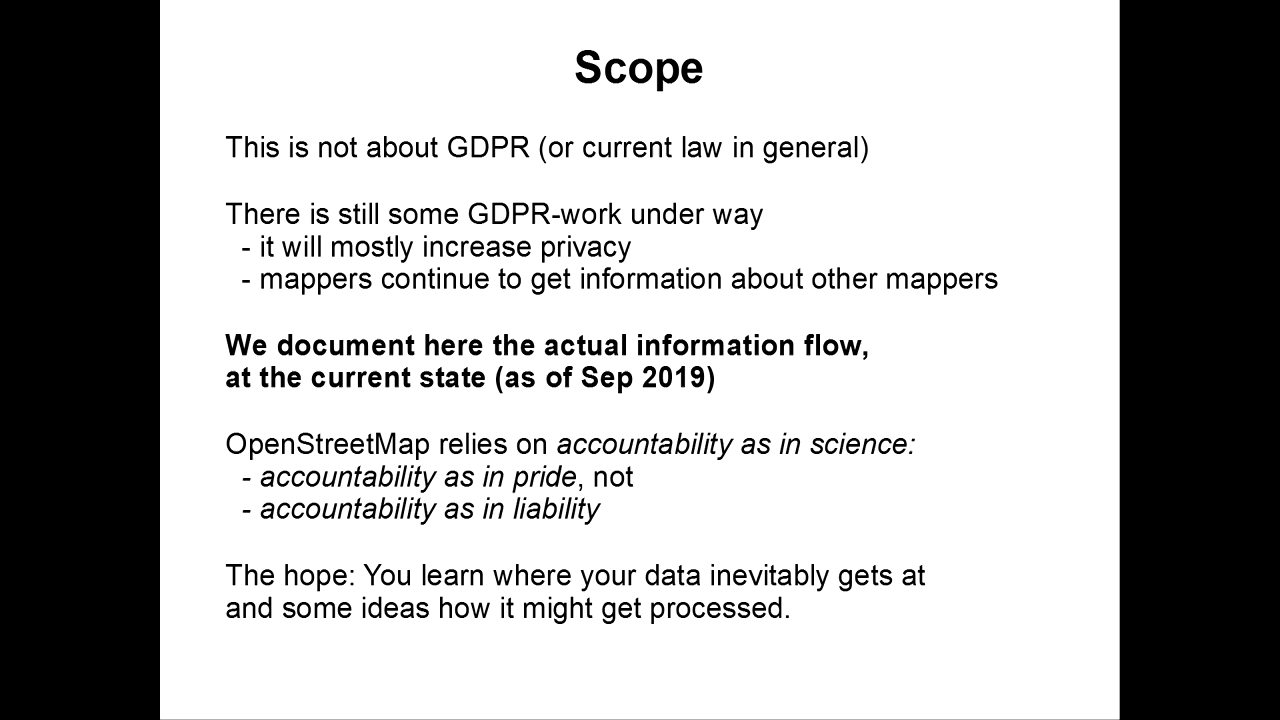 Scope
This is not about GDPR (or current law in general)
There is still some GDPR-work under way
- it will mostly increase privacy
- mappers continue to get information about other mappers
We document here the actual information flow,
at the current state (as of Sep 2019)
OpenStreetMap relies on accountability as in science:
- accountability as in pride, not
- accountability as in liability
The hope: You learn where your data inevitably gets at
and some ideas how it might get processed.